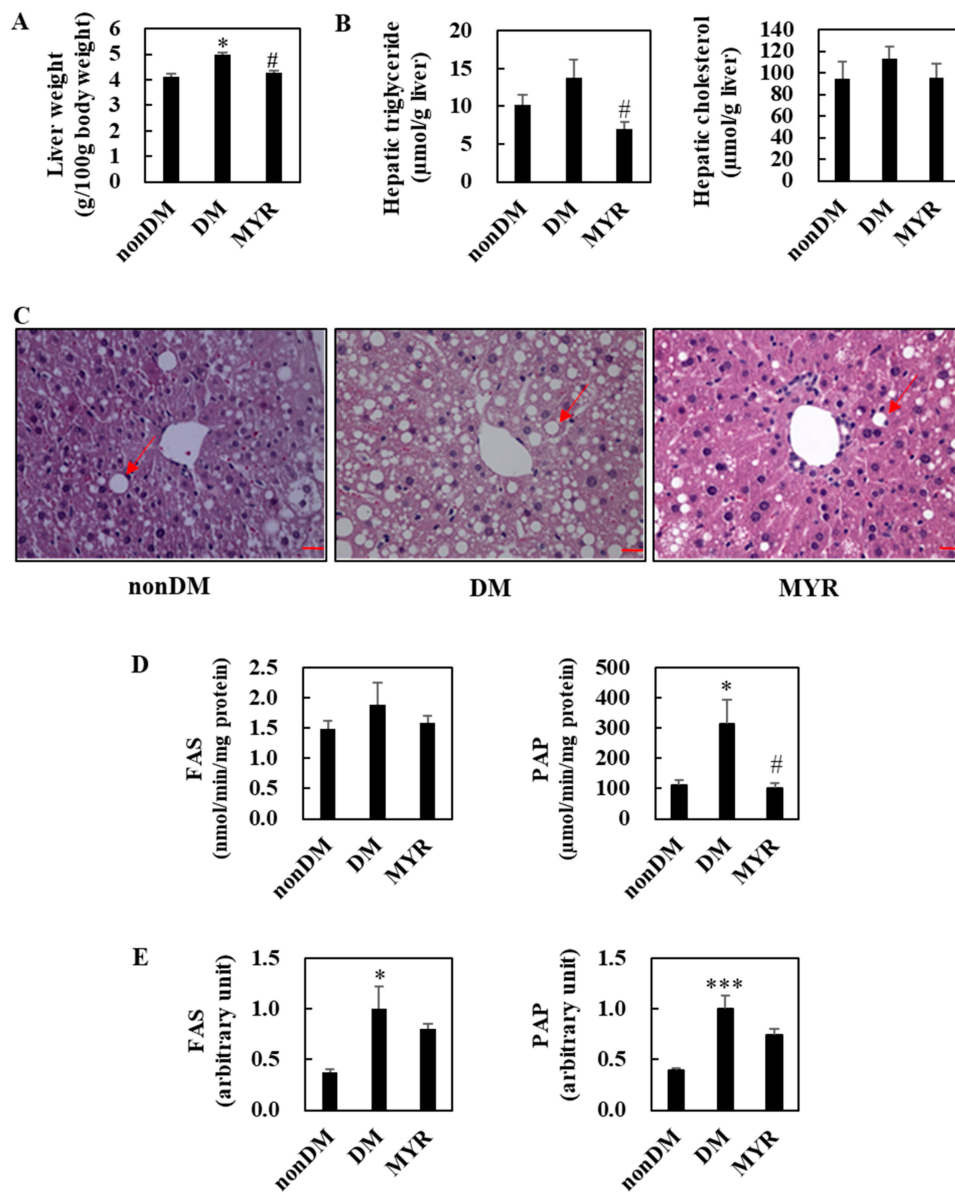 A
Liver weight
(g/100g body weight)
6
5
4
3
2
1
0
*
#
nonDM
DM
MYR
B
Hepatic triglyceride
(μmol/g liver)
20
15
10
5
0
#
nonDM
DM
MYR
Hepatic cholesterol
(μmol/g liver)
140
120
100
80
60
40
20
0
nonDM
DM
MYR
C
nonDM
DM
MYR
D
FAS
(nmol/min/mg protein)
2.5
2.0
1.5
1.0
0.5
0.0
nonDM
DM
MYR
PAP
(μmol/min/mg protein)
500
400
300
200
100
0
*
#
nonDM
DM
MYR
E
FAS
(arbitrary unit)
1.5
1.0
0.5
0.0
*
nonDM
DM
MYR
PAP
(arbitrary unit)
1.5
1.0
0.5
0.0
***
nonDM
DM
MYR